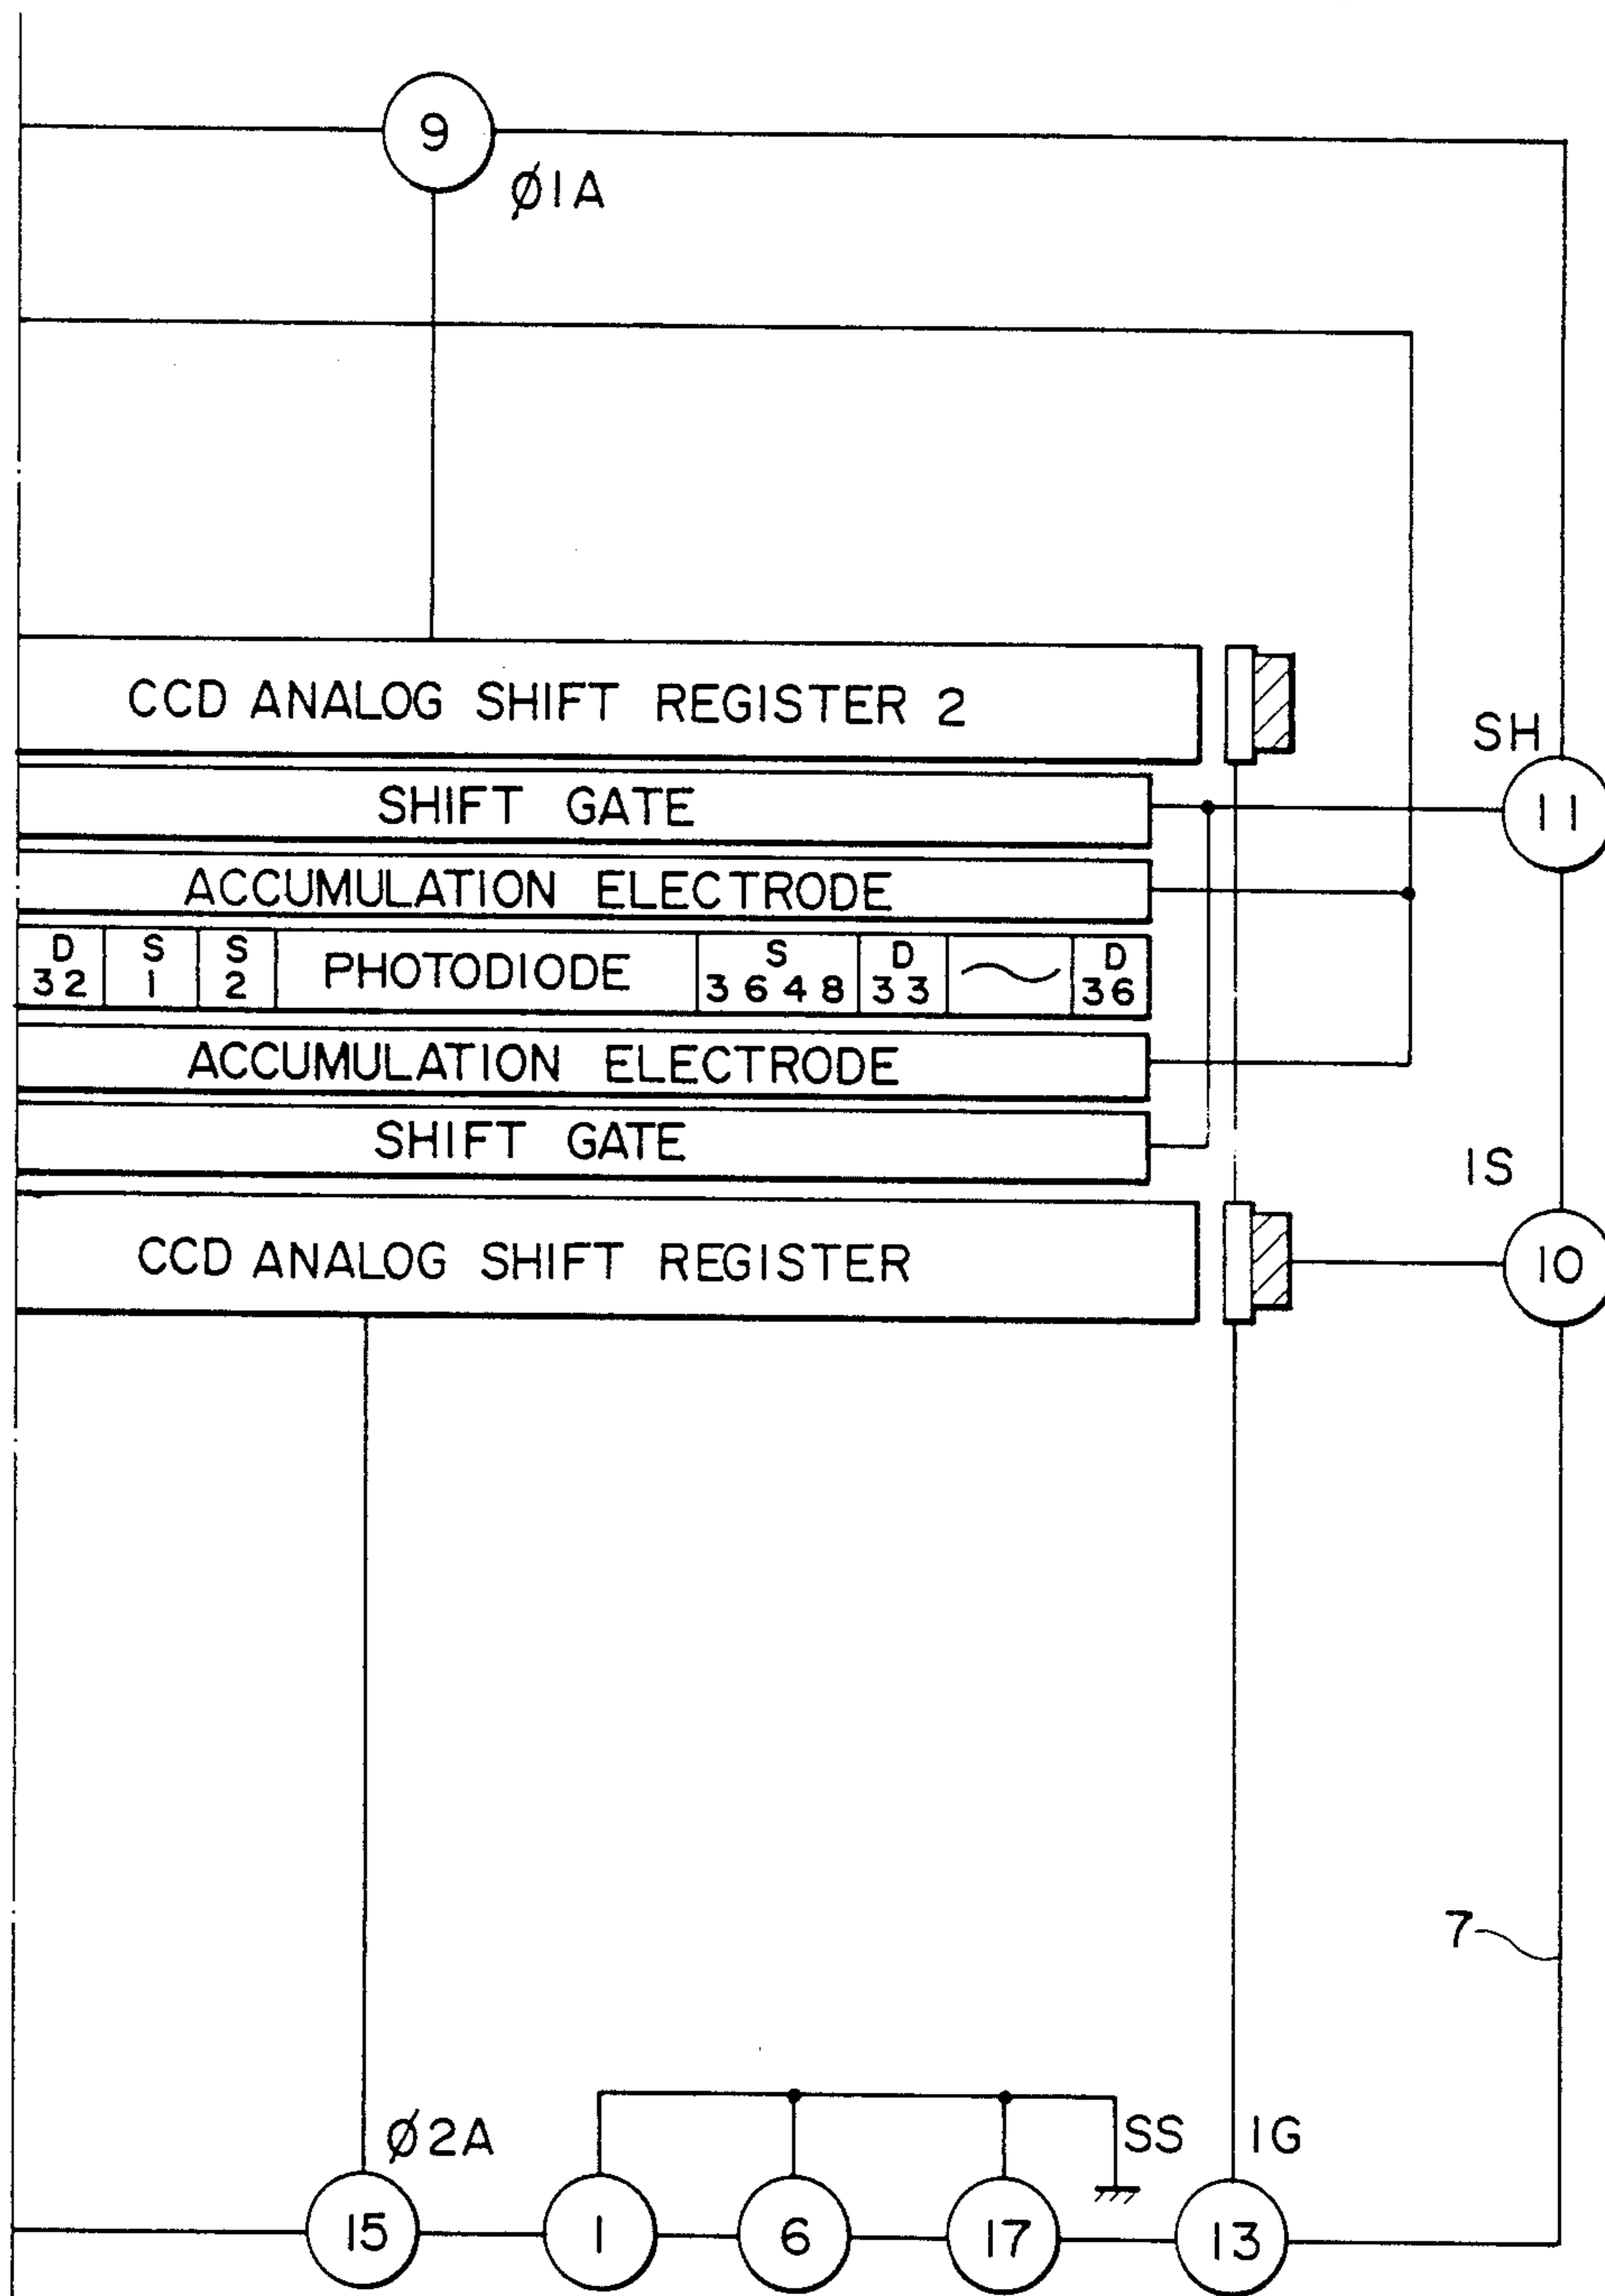 9
Ø1A
CCD ANALOG SHIFT REGISTER 2
SH
SHIFT GATE
11
ACCUMULATION ELECTRODE
D 32 S 1 S 2 PHOTODIODE S 3648 D 33 D 36
ACCUMULATION ELECTRODE
SHIFT GATE
IS
CCD ANALOG SHIFT REGISTER
10
7
Ø2A
SS
IG
15
1
6
17
13